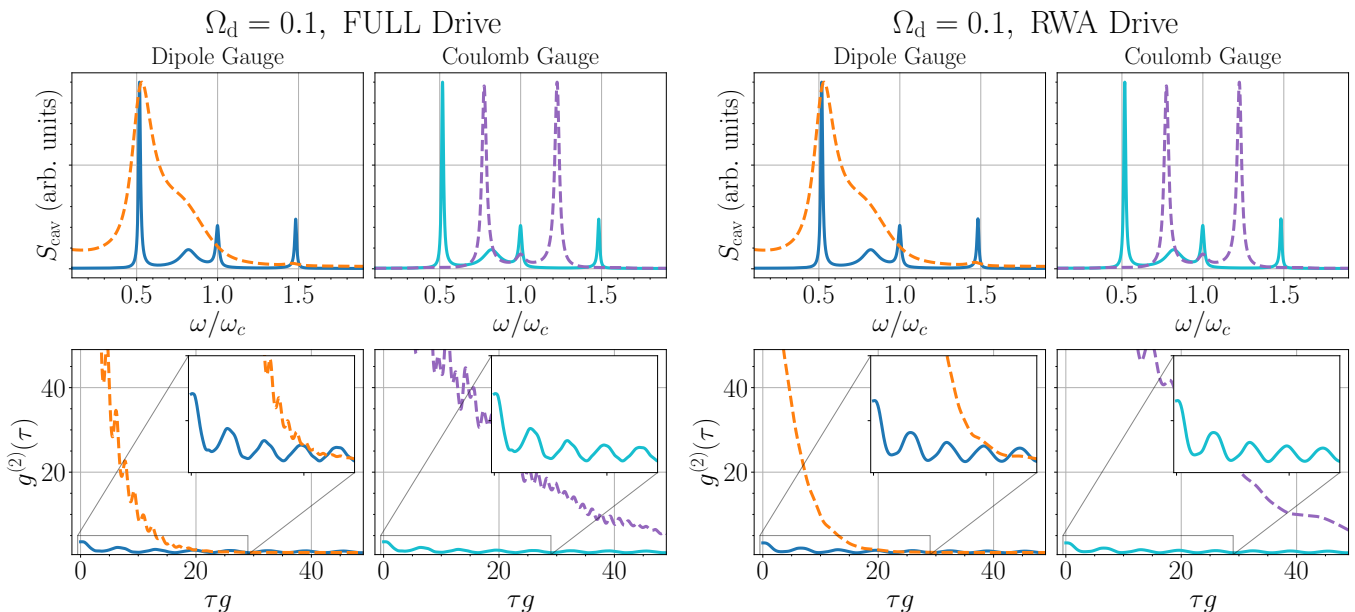 Ω_d = 0.1, FULL Drive
Dipole Gauge Coulomb Gauge
S_cav (arb. units)
0.5 1.0 1.5 0.5 1.0 1.5
ω/ω_c ω/ω_c
g^(2)(τ)
40
20
0 20 40 0 20 40
τg τg
Ω_d = 0.1, RWA Drive
Dipole Gauge Coulomb Gauge
S_cav (arb. units)
0.5 1.0 1.5 0.5 1.0 1.5
ω/ω_c ω/ω_c
g^(2)(τ)
40
20
0 20 40 0 20 40
τg τg